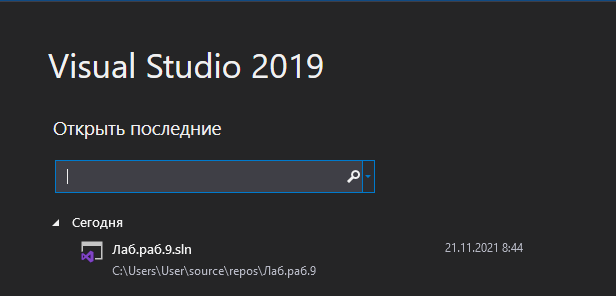 Visual Studio 2019
Открыть последние
Сегодня
Лаб.раб.9.sln 21.11.2021 8:44
C:\Users\User\source\repos\Лаб.раб.9